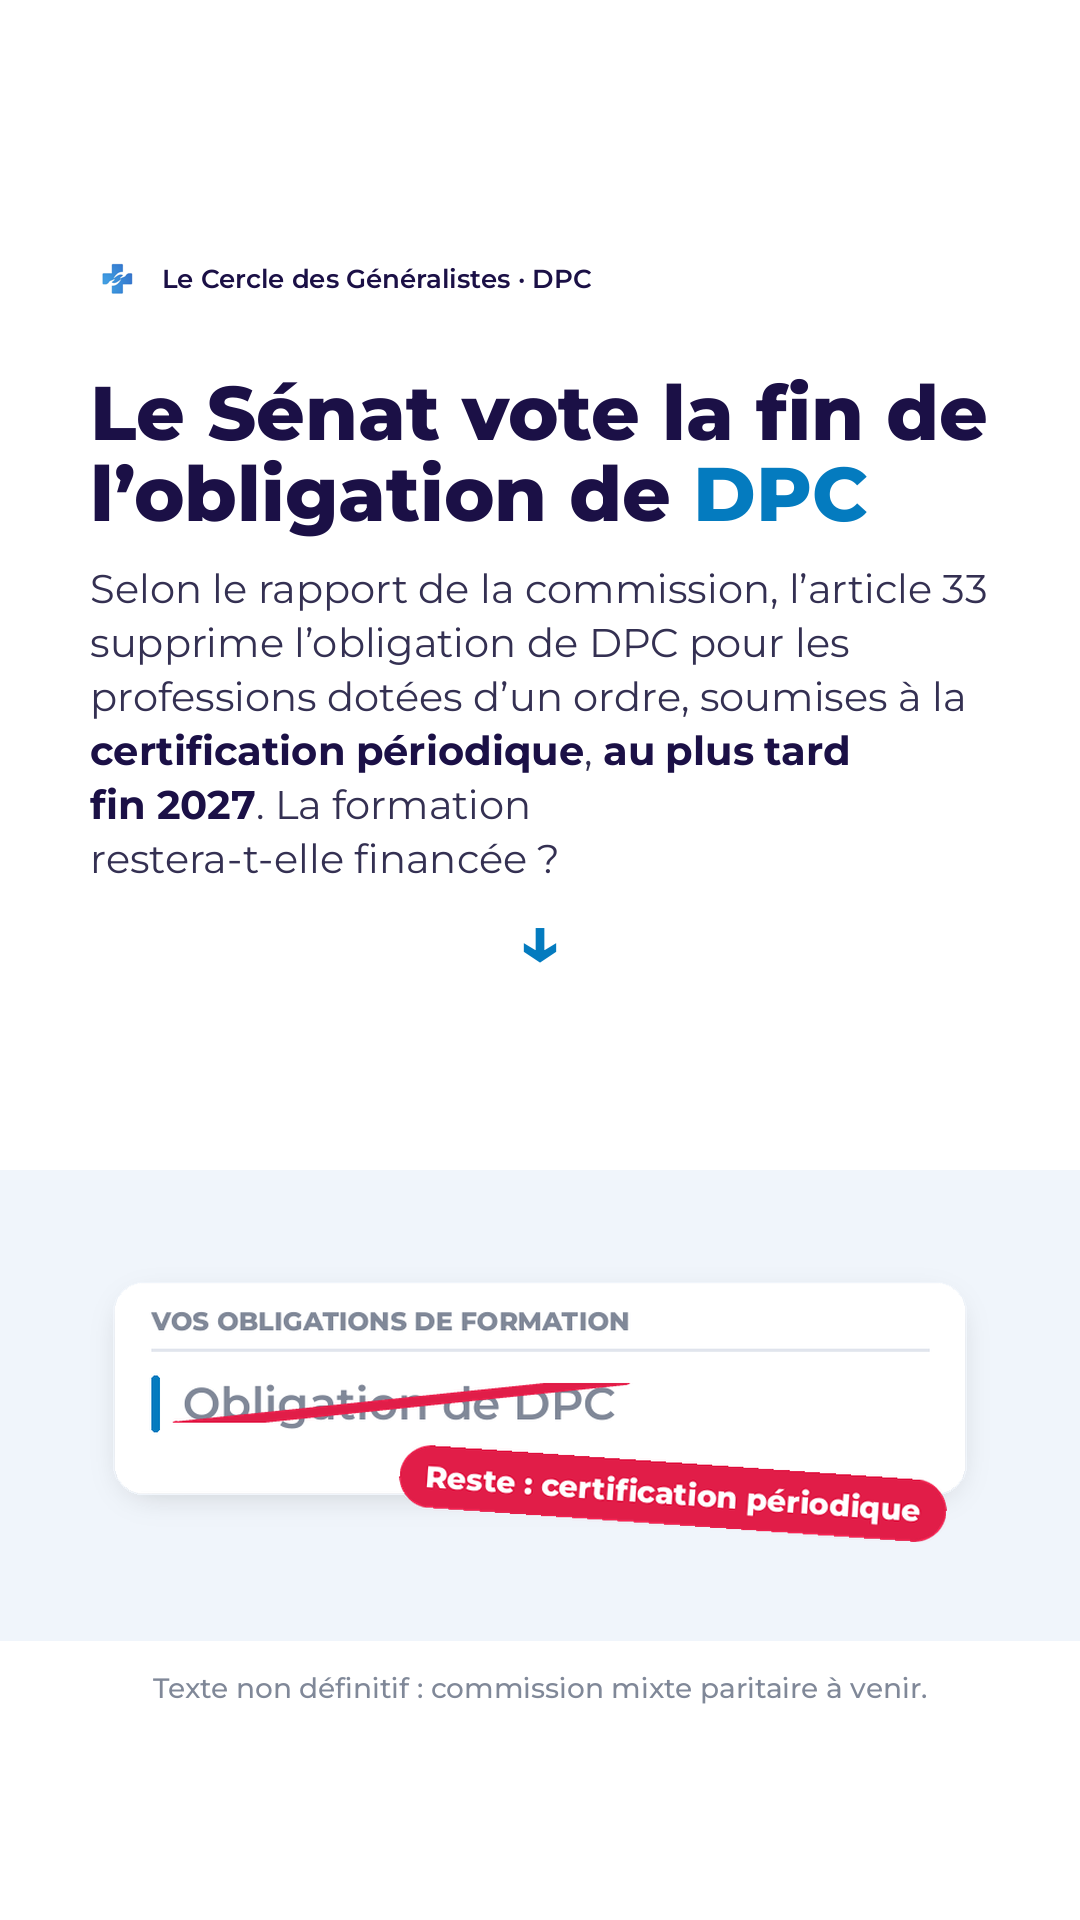 Le Cercle des Généralistes · DPC
Le Sénat vote la fin de
l’obligation de DPC
Selon le rapport de la commission, l’article 33
supprime l’obligation de DPC pour les
professions dotées d’un ordre, soumises à la
certification périodique, au plus tard
fin 2027. La formation
restera-t-elle financée ?
VOS OBLIGATIONS DE FORMATION
Obligation de DPC
Reste : certification périodique
Texte non définitif : commission mixte paritaire à venir.